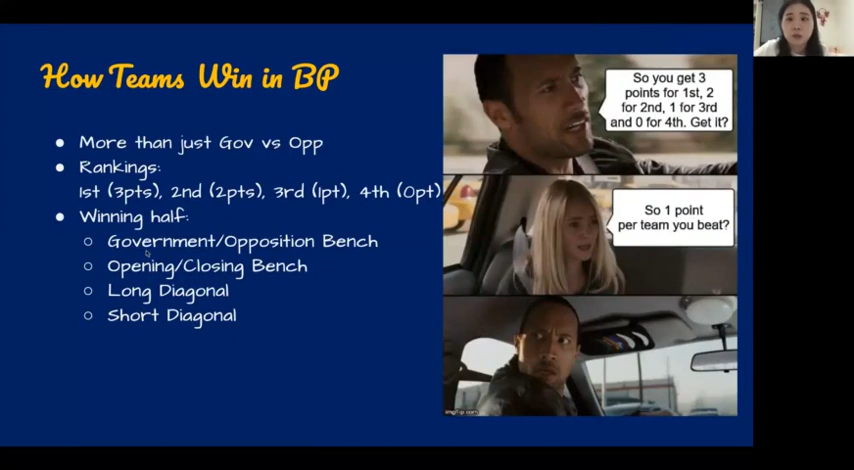 How Teams Win in BP
More than just Gov vs Opp
Rankings:
1st (3pts), 2nd (2pts), 3rd (1pt), 4th (0pt)
Winning half:
Government/Opposition Bench
Opening/Closing Bench
Long Diagonal
Short Diagonal
So you get 3
points for 1st, 2
for 2nd, 1 for 3rd
and 0 for 4th. Get it?
So 1 point
per team you beat?
imgflip.com